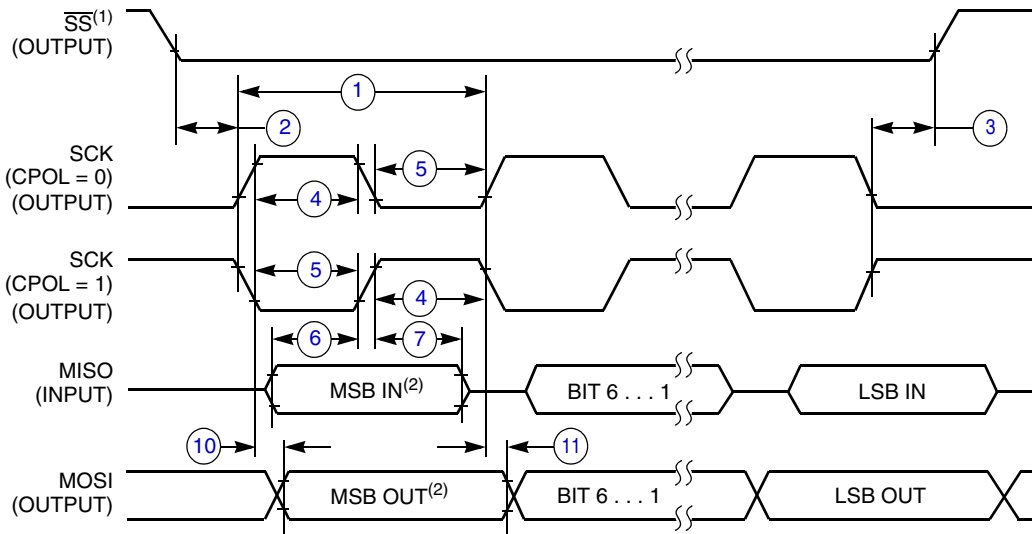 SS(1)
(OUTPUT)
1
2
3
SCK
(CPOL = 0)
(OUTPUT)
5
4
SCK
(CPOL = 1)
(OUTPUT)
5
4
6
7
MISO
(INPUT)
MSB IN(2)
BIT 6 . . . 1
LSB IN
10
11
MOSI
(OUTPUT)
MSB OUT(2)
BIT 6 . . . 1
LSB OUT